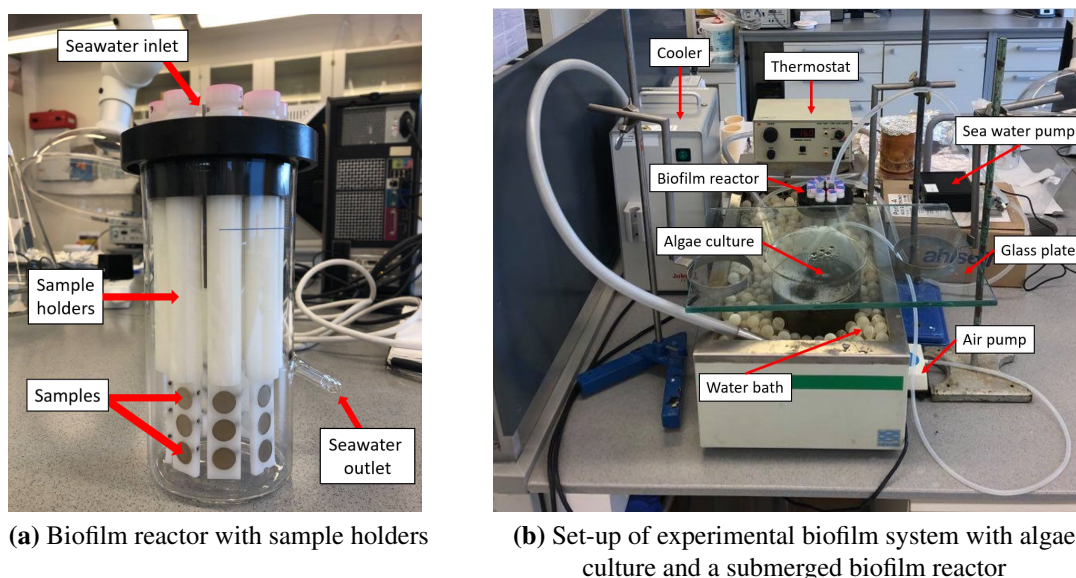 Seawater inlet
Sample
holders
Samples
Seawater
outlet
Cooler
Thermostat
Sea water pump
Biofilm reactor
Algae culture
Glass plate
Air pump
Water bath
(a) Biofilm reactor with sample holders
(b) Set-up of experimental biofilm system with algae
culture and a submerged biofilm reactor